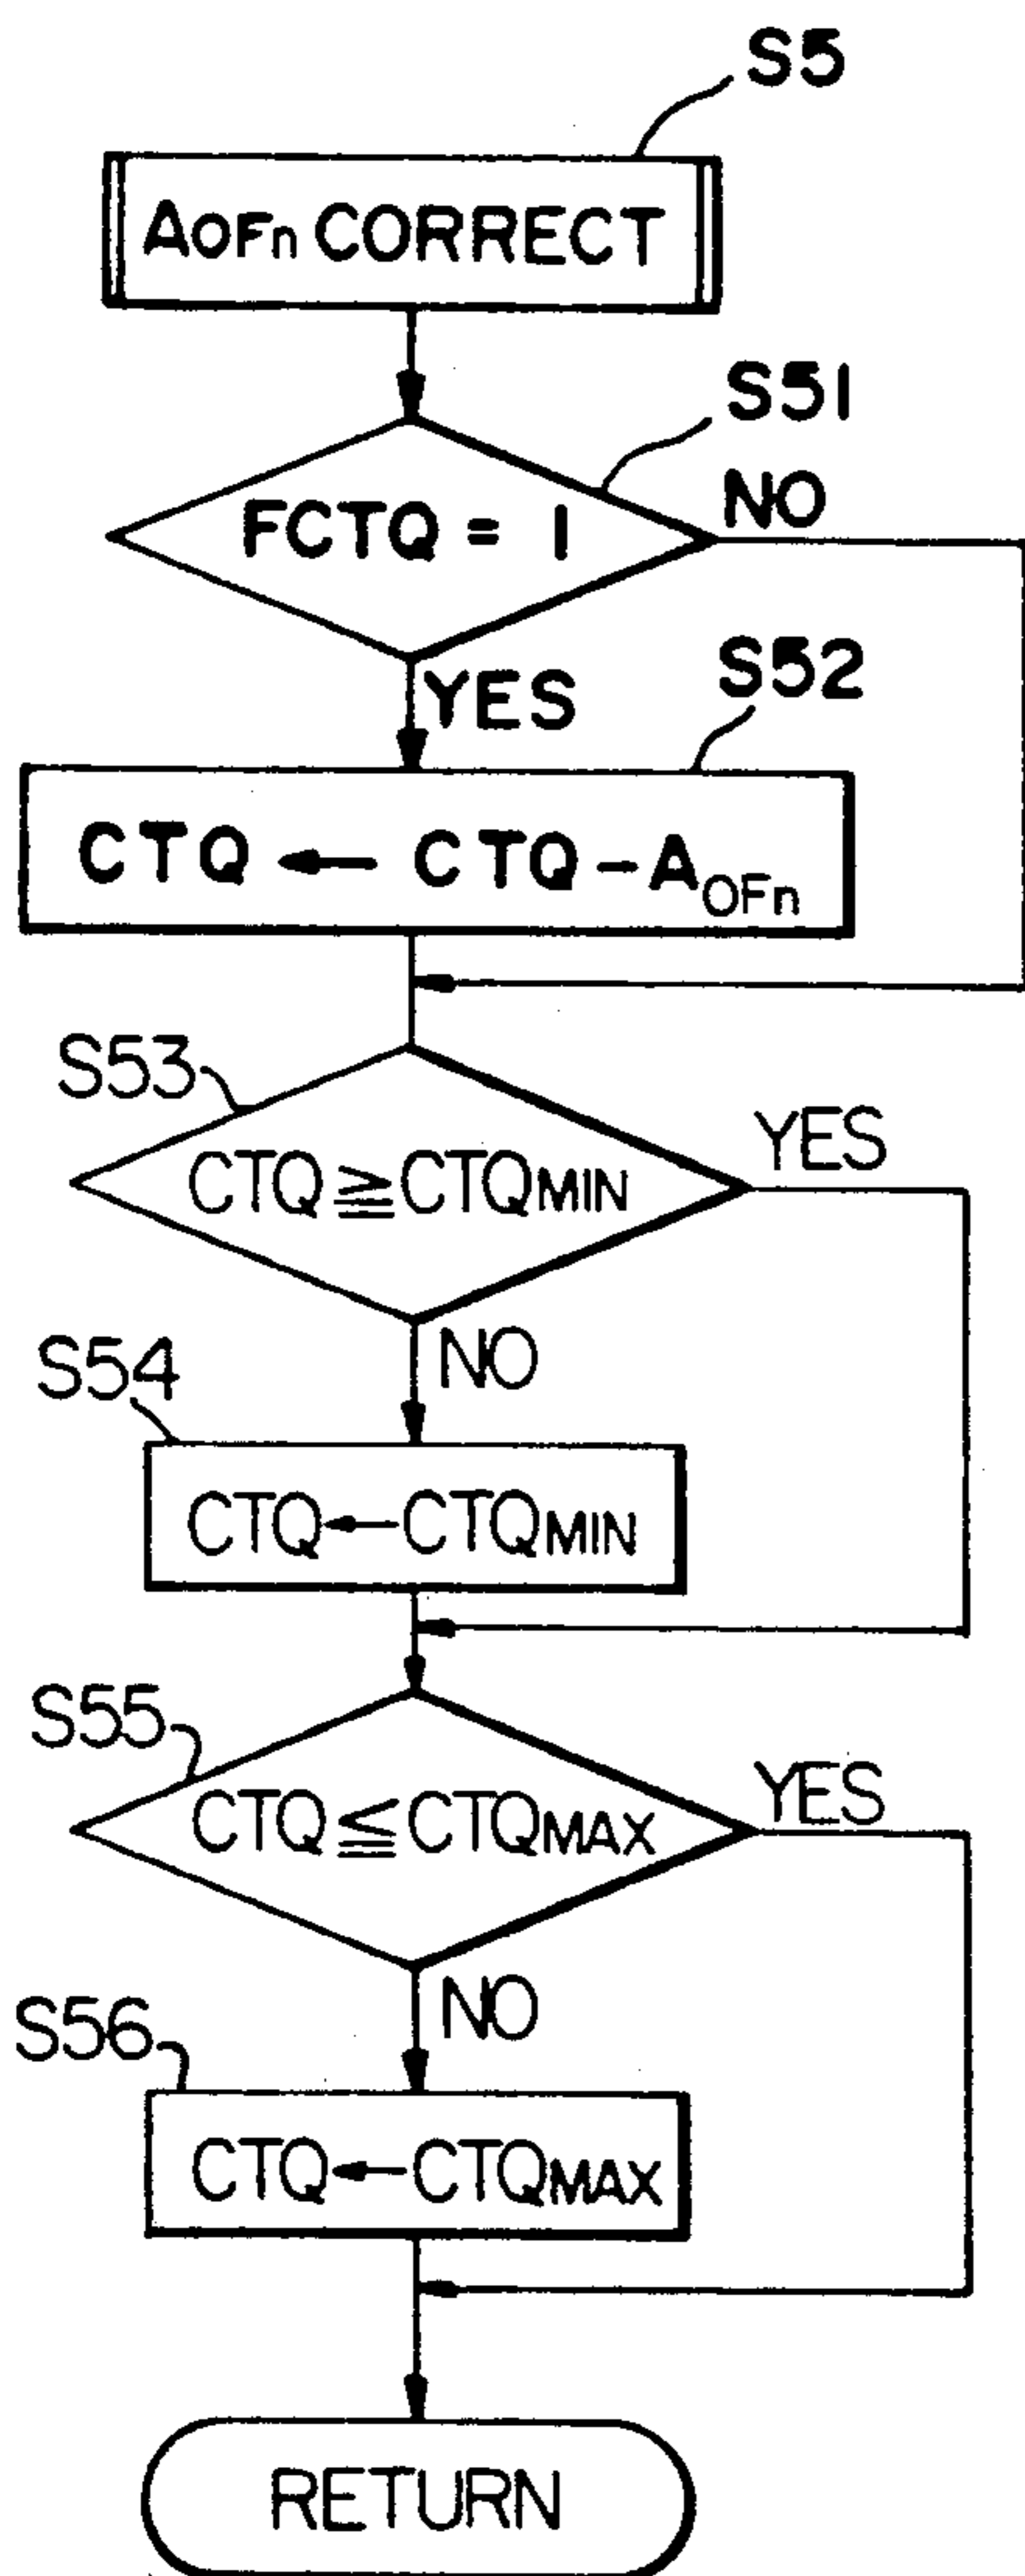 S5
AOFn CORRECT
S51
FCTQ = 1
NO
S52
YES
CTQ ← CTQ - AOFn
S53
YES
CTQ ≧ CTQMIN
NO
S54
CTQ ← CTQMIN
S55
YES
CTQ ≦ CTQMAX
NO
S56
CTQ ← CTQMAX
RETURN